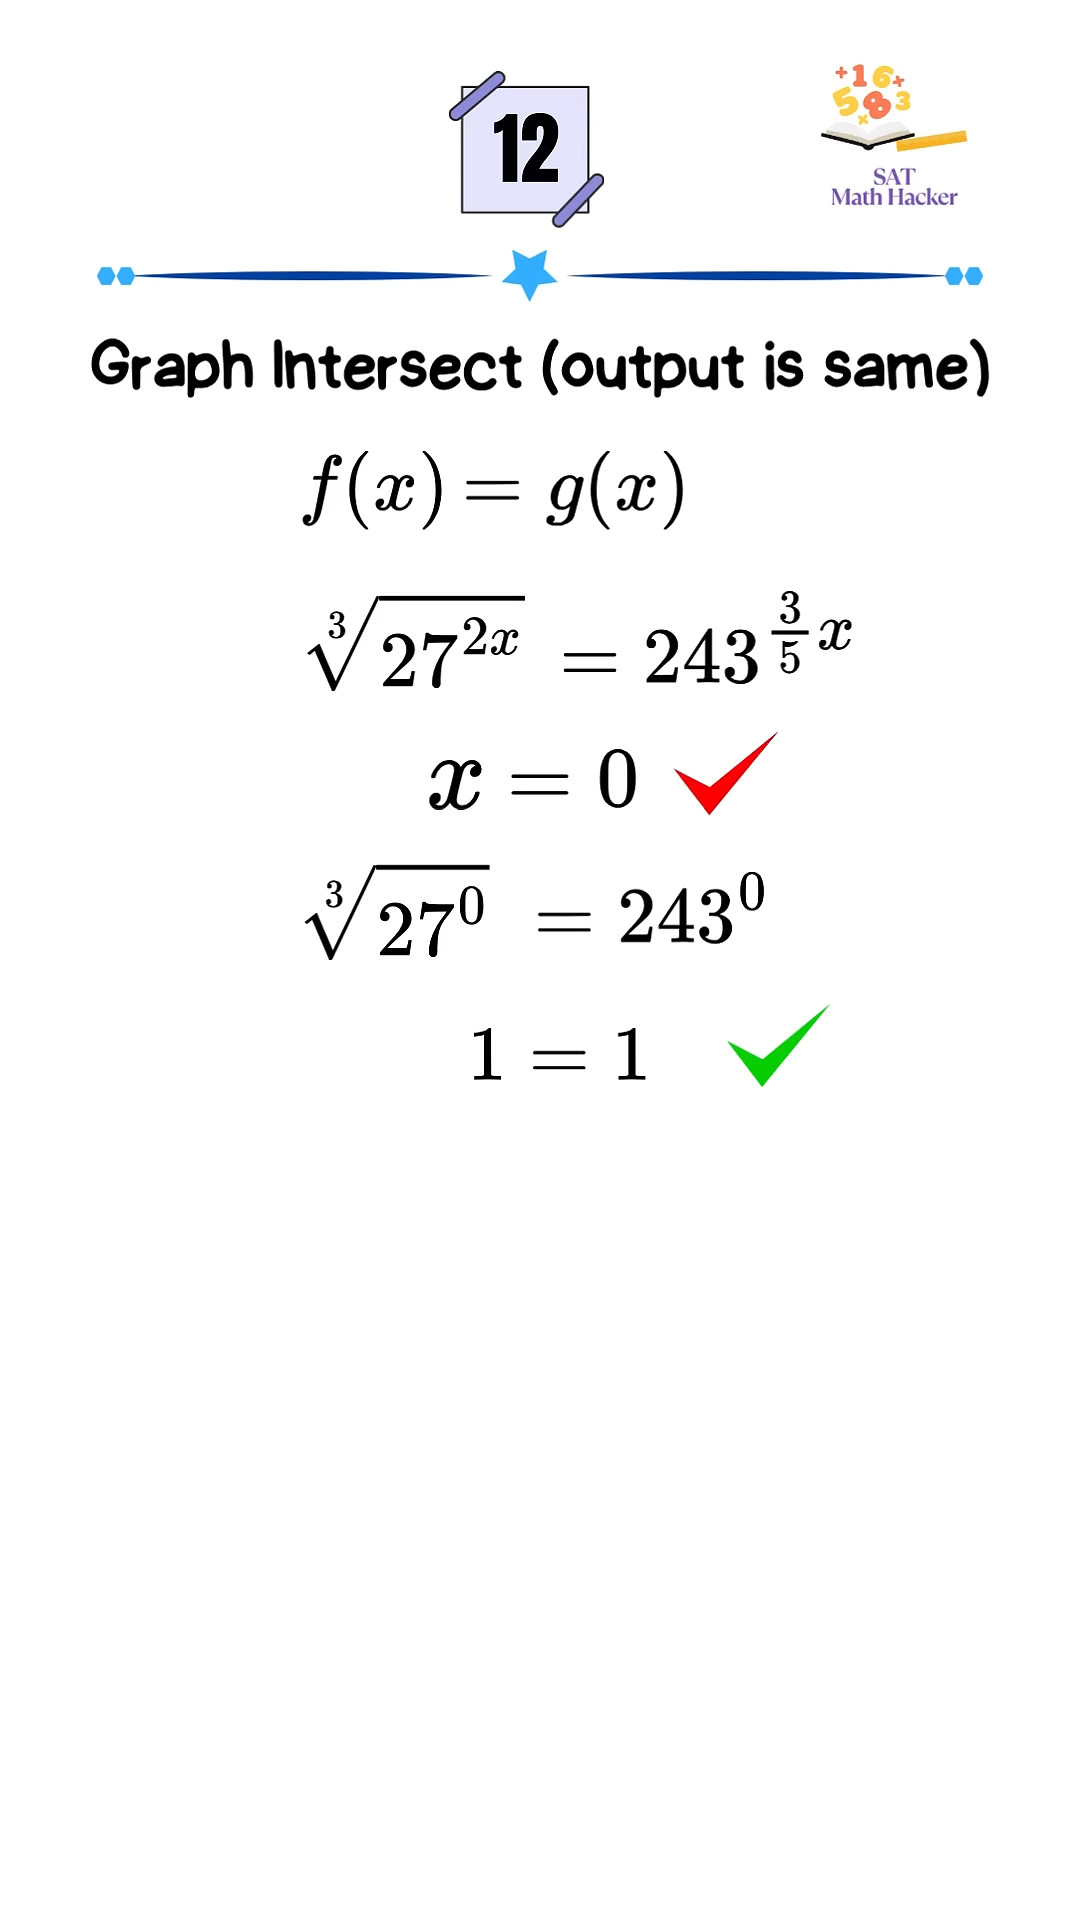 12
+16+
583
×
SAT
Math Hacker
Graph Intersect (output is same)
f(x) = g(x)
∛(27^{2x}) = 243^{\frac{3}{5}x}
x = 0
∛(27^0) = 243^0
1 = 1